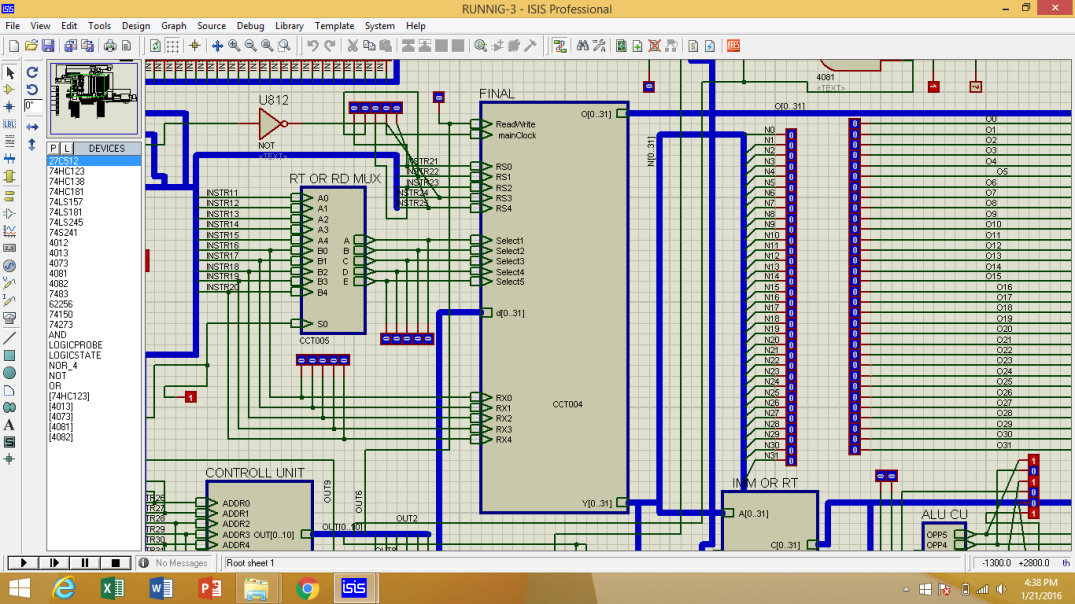 RUNNIG-3 - ISIS Professional
File View Edit Tools Design Graph Source Debug Library Template System Help
P L DEVICES
27C512
74HC123
74HC138
74HC181
74LS157
74LS181
74LS245
74S241
4012
4013
4073
4081
4082
7483
62256
74150
74273
AND
LOGICPROBE
LOGICSTATE
NOR_4
NOT
OR
[74HC123]
[4013]
[4073]
[4081]
[4082]
0°
U812
NOT
<TEXT>
4081
<TEXT>
1
?
RT OR RD MUX
INSTR11
INSTR12
INSTR13
INSTR14
INSTR15
INSTR16
INSTR17
INSTR18
INSTR19
INSTR20
A0
A1
A2
A3
A4
B0
B1
B2
B3
B4
S0
A
B
C
D
E
CCT005
1
FINAL
INSTR21
INSTR22
INSTR23
INSTR24
INSTR25
ReadWrite
mainClock
RS0
RS1
RS2
RS3
RS4
Select1
Select2
Select3
Select4
Select5
d[0..31]
RX0
RX1
RX2
RX3
RX4
CCT004
O[0..31]
Y[0..31]
N[0..31]
O[0..31]
N0
N1
N2
N3
N4
N5
N6
N7
N8
N9
N10
N11
N12
N13
N14
N15
N16
N17
N18
N19
N20
N21
N22
N23
N24
N25
N26
N27
N28
N29
N30
N31
O0
O1
O2
O3
O4
O5
O6
O7
O8
O9
O10
O11
O12
O13
O14
O15
O16
O17
O18
O19
O20
O21
O22
O23
O24
O25
O26
O27
O28
O29
O30
O31
CONTROLL UNIT
TR26
TR27
TR28
TR29
TR30
ADDR0
ADDR1
ADDR2
ADDR3 OUT[0..10]
ADDR4
OUT9
OUT6
OUT[0..10]
OUT2
OUT8
IMM OR RT
A[0..31]
C[0..31]
ALU CU
OPP5
OPP4
No Messages
Root sheet 1
-1300.0 +2800.0 th
isis
4:38 PM
1/21/2016